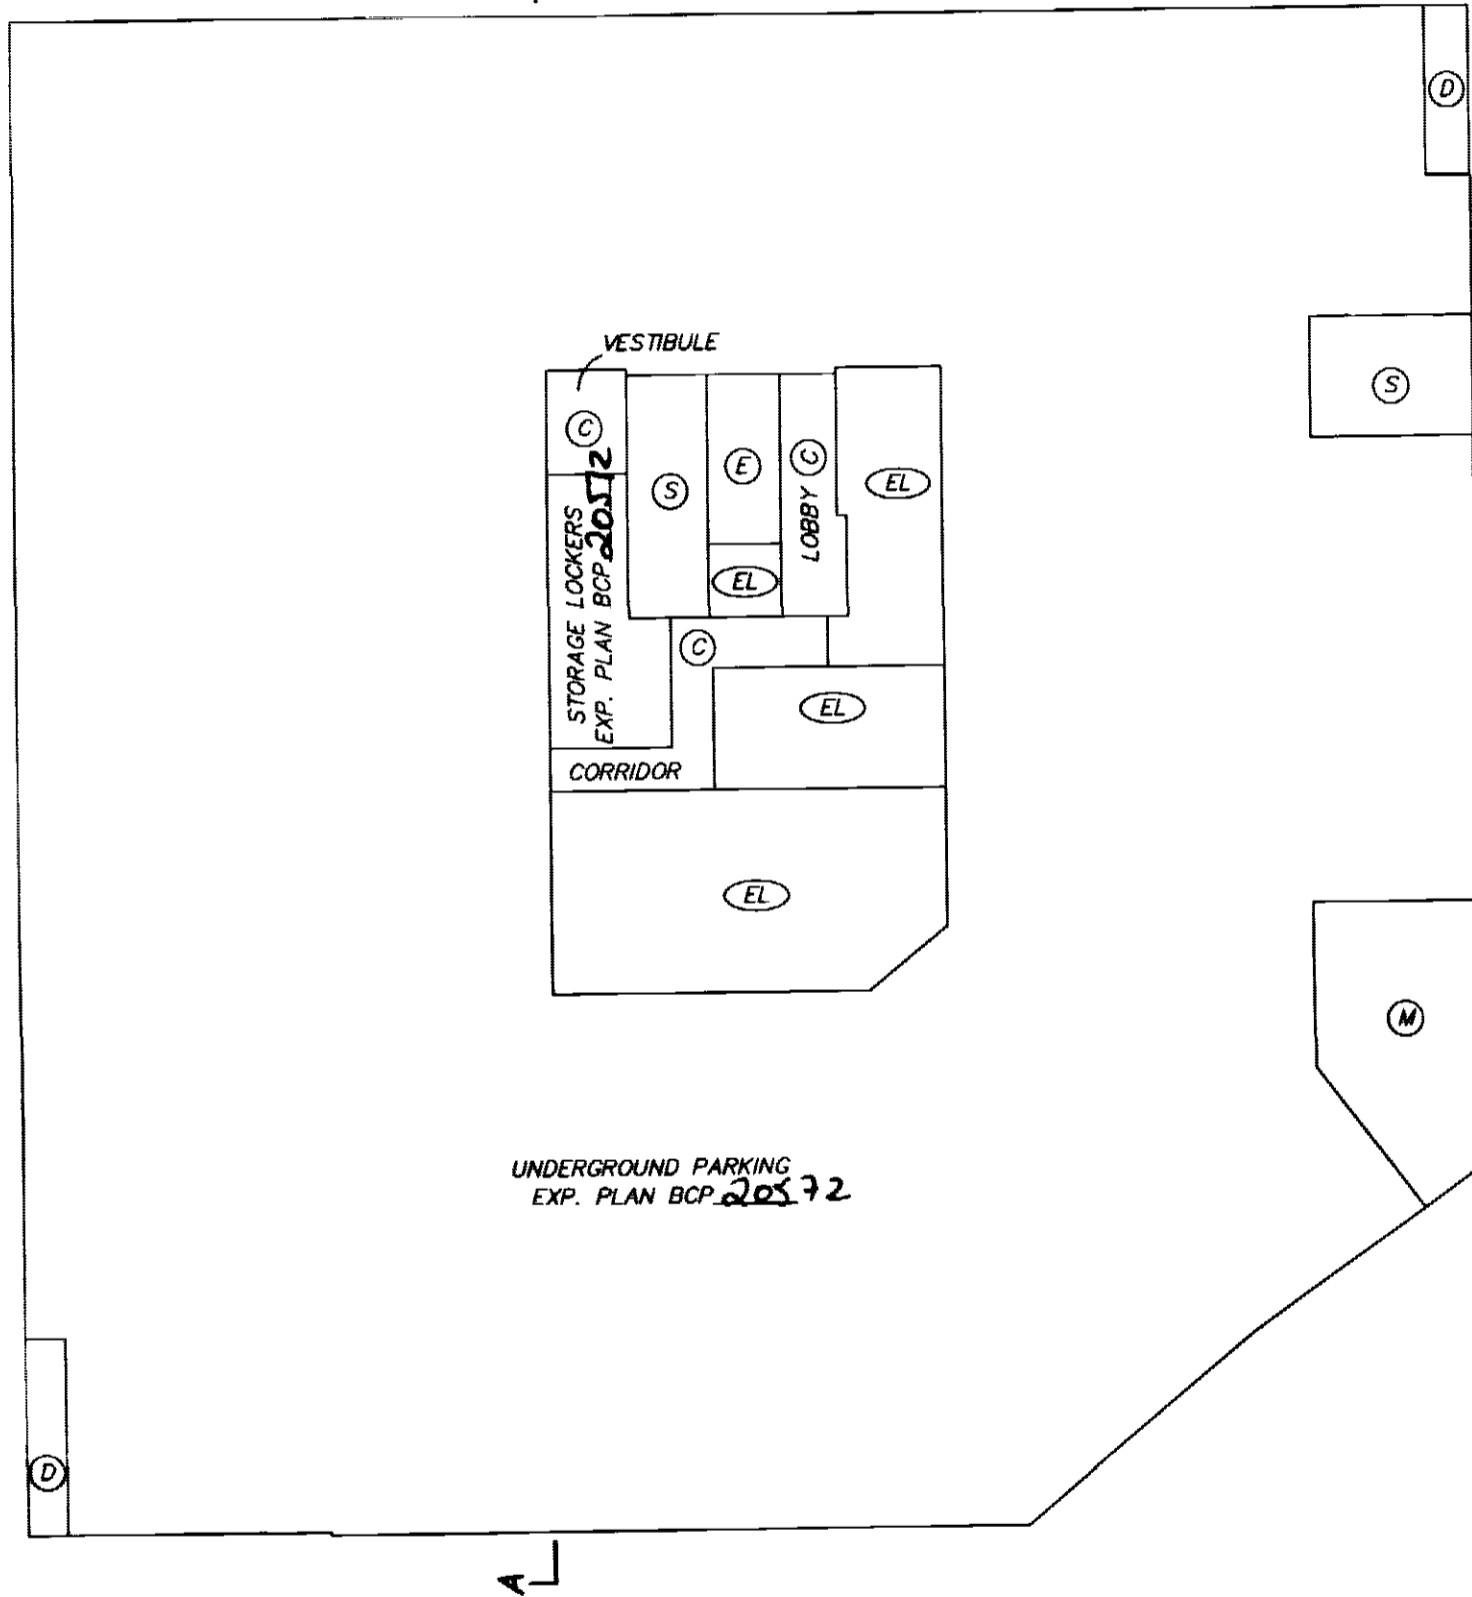 D
VESTIBULE
S
C
E
C
LOBBY
EL
S
STORAGE LOCKERS
EXP. PLAN BCP 20572
EL
C
EL
CORRIDOR
EL
M
UNDERGROUND PARKING
EXP. PLAN BCP 20572
D
A